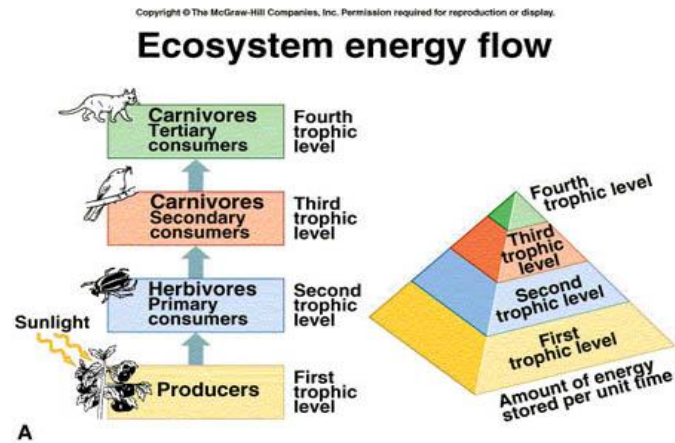 Copyright © The McGraw-Hill Companies, Inc. Permission required for reproduction or display.
Ecosystem energy flow
Carnivores
Tertiary
consumers
Fourth
trophic
level
Carnivores
Secondary
consumers
Third
trophic
level
Herbivores
Primary
consumers
Second
trophic
level
Sunlight
Producers
First
trophic
level
A
Fourth
trophic level
Third
trophic
level
Second
trophic level
First
trophic level
Amount of energy
stored per unit time